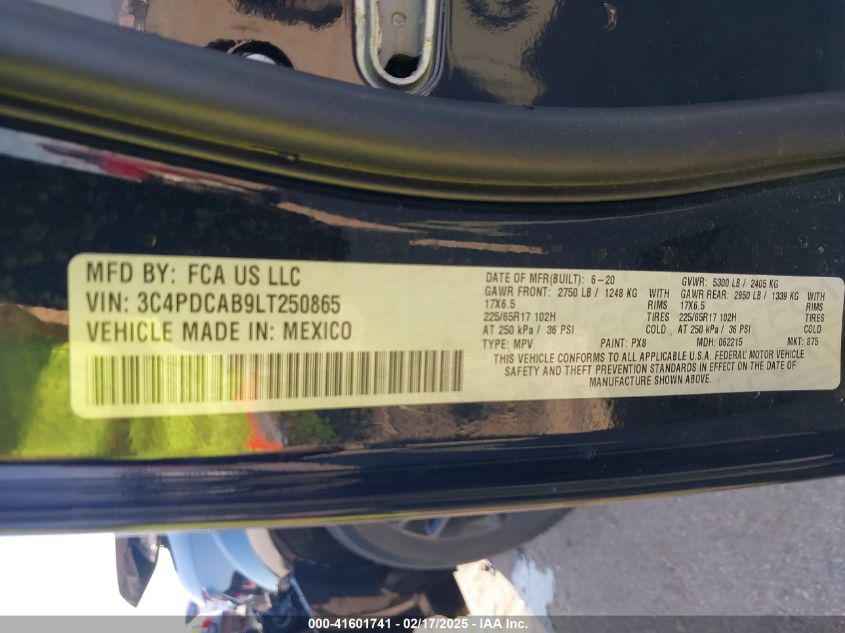 MFD BY: FCA US LLC
VIN: 3C4PDCAB9LT250865
VEHICLE MADE IN: MEXICO
DATE OF MFR(BUILT): 6-20 GVWR: 5300 LB / 2405 KG
GAWR FRONT: 2750 LB / 1248 KG WITH GAWR REAR: 2950 LB / 1339 KG WITH
17X6.5 RIMS 17X6.5 RIMS
225/65R17 102H TIRES 225/65R17 102H TIRES
AT 250 kPa / 36 PSI COLD AT 250 kPa / 36 PSI COLD
TYPE: MPV PAINT: PX8 MDH: 062215 MKT: 875
THIS VEHICLE CONFORMS TO ALL APPLICABLE U.S.A. FEDERAL MOTOR VEHICLE
SAFETY AND THEFT PREVENTION STANDARDS IN EFFECT ON THE DATE OF
MANUFACTURE SHOWN ABOVE.
000-41601741 - 02/17/2025 - IAA Inc.